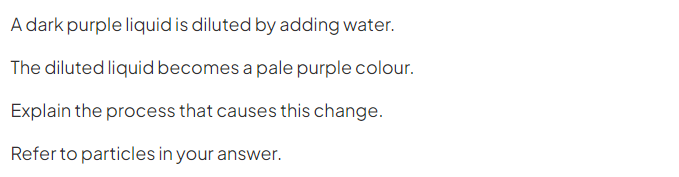 A dark purple liquid is diluted by adding water.
The diluted liquid becomes a pale purple colour.
Explain the process that causes this change.
Refer to particles in your answer.